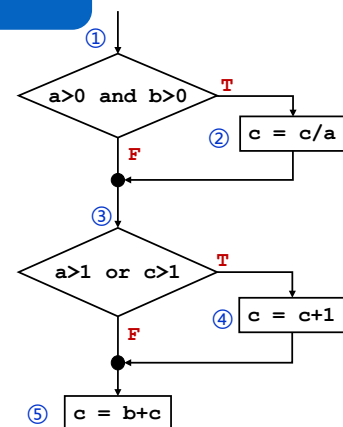 ①
a>0 and b>0
T
② c = c/a
F
③
a>1 or c>1
T
④ c = c+1
F
⑤ c = b+c